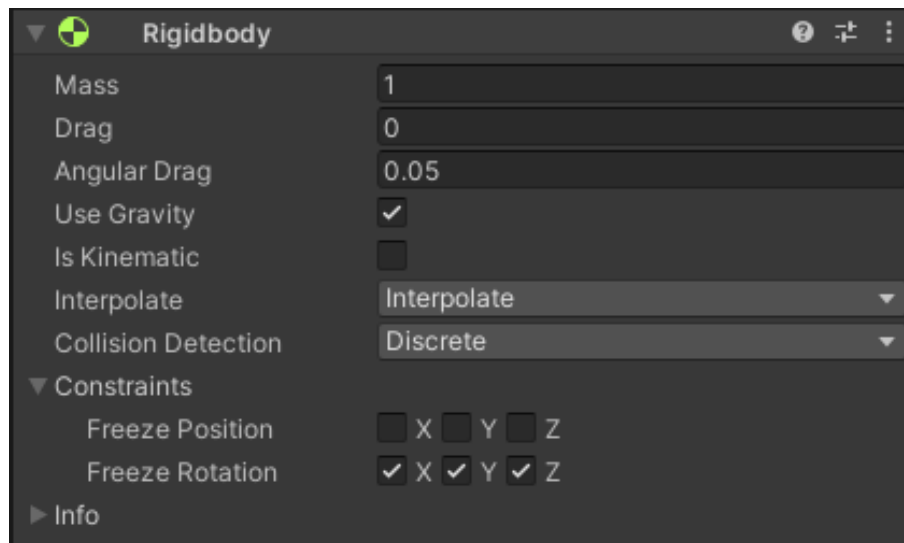 Rigidbody
Mass 1
Drag 0
Angular Drag 0.05
Use Gravity
Is Kinematic
Interpolate Interpolate
Collision Detection Discrete
Constraints
Freeze Position X Y Z
Freeze Rotation X Y Z
Info